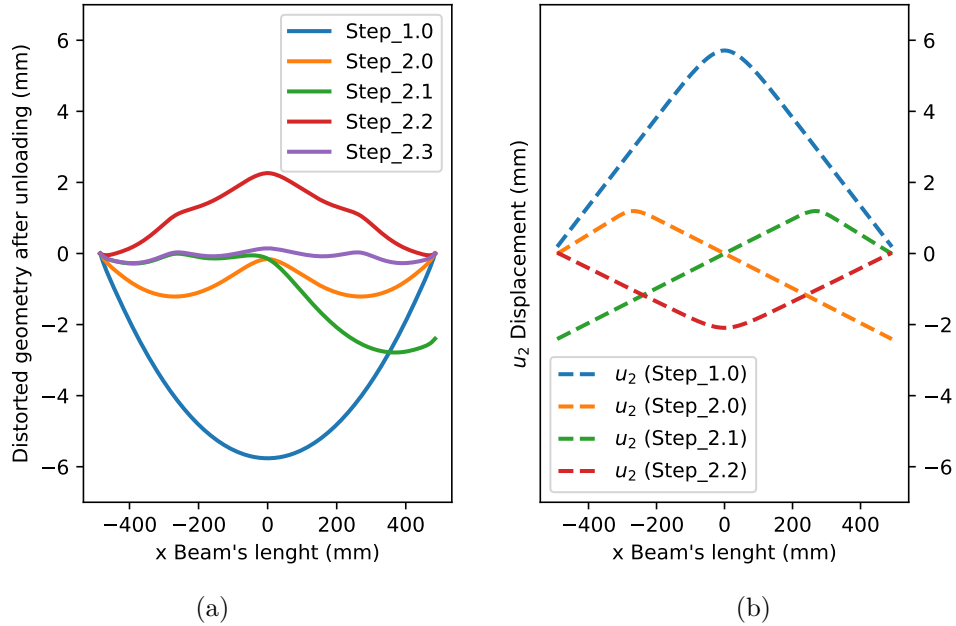 6
4
2
0
−2
−4
−6
Distorted geometry after unloading (mm)
Step_1.0
Step_2.0
Step_2.1
Step_2.2
Step_2.3
−400
−200
0
200
400
x Beam's lenght (mm)
(a)
u₂ Displacement (mm)
6
4
2
0
−2
−4
−6
u₂ (Step_1.0)
u₂ (Step_2.0)
u₂ (Step_2.1)
u₂ (Step_2.2)
−400
−200
0
200
400
x Beam's lenght (mm)
(b)